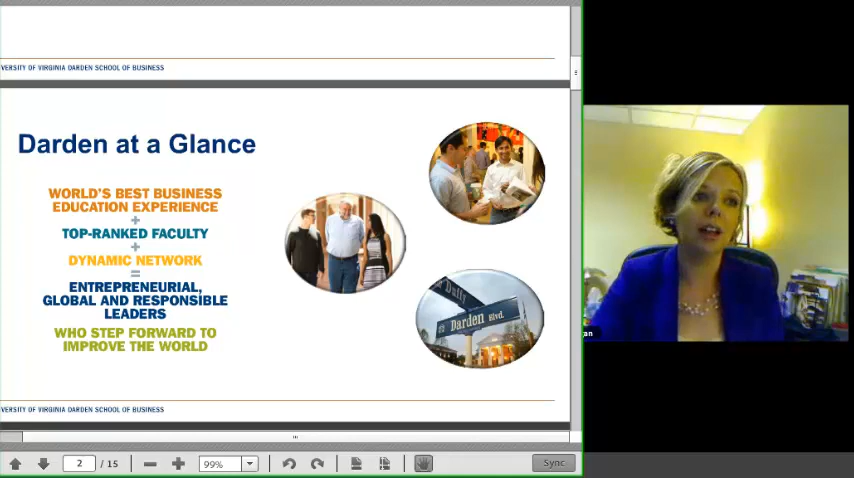 VERSITY OF VIRGINIA DARDEN SCHOOL OF BUSINESS
Darden at a Glance
WORLD'S BEST BUSINESS
EDUCATION EXPERIENCE
+
TOP-RANKED FACULTY
+
DYNAMIC NETWORK
=
ENTREPRENEURIAL,
GLOBAL AND RESPONSIBLE
LEADERS
WHO STEP FORWARD TO
IMPROVE THE WORLD
Duffy
Darden Blvd.
VERSITY OF VIRGINIA DARDEN SCHOOL OF BUSINESS
2 / 15
99%
Sync